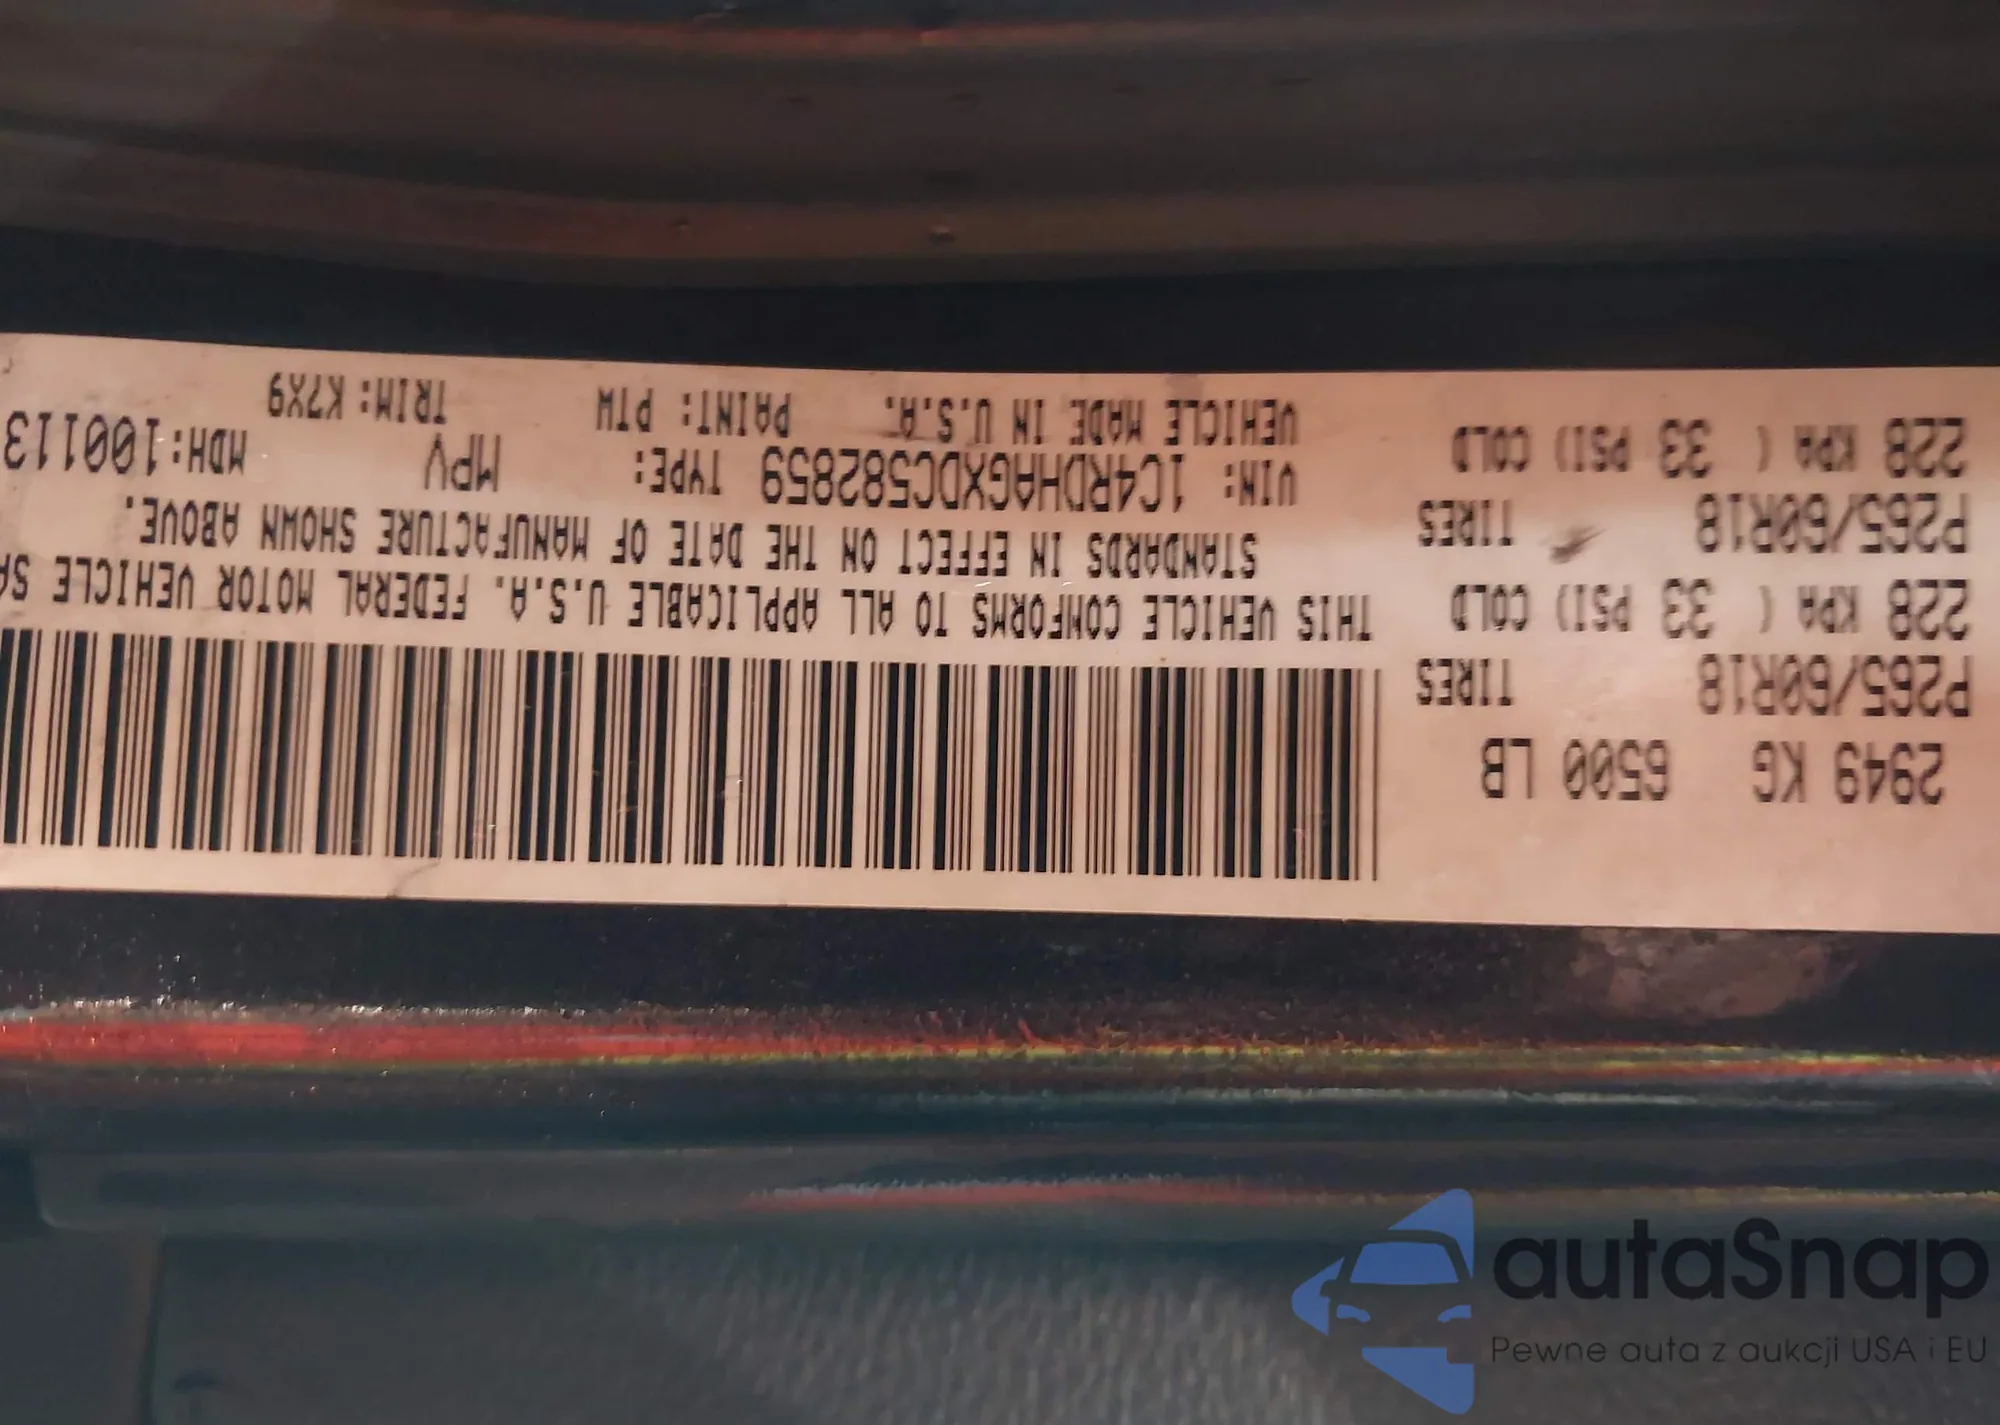 2949 KG 6500 LB
P265/60R18 TIRES
228 KPA ( 33 PSI) COLD
P265/60R18 TIRES
228 KPA ( 33 PSI) COLD
THIS VEHICLE CONFORMS TO ALL APPLICABLE U.S.A. FEDERAL MOTOR VEHICLE SA
STANDARDS IN EFFECT ON THE DATE OF MANUFACTURE SHOWN ABOVE.
VIN: 1C4RDHAGXDC582859 TYPE: MPV MDH:100113
VEHICLE MADE IN U.S.A. PAINT: PTW TRIM: K7X9
autaSnap
Pewne auta z aukcji USA i EU